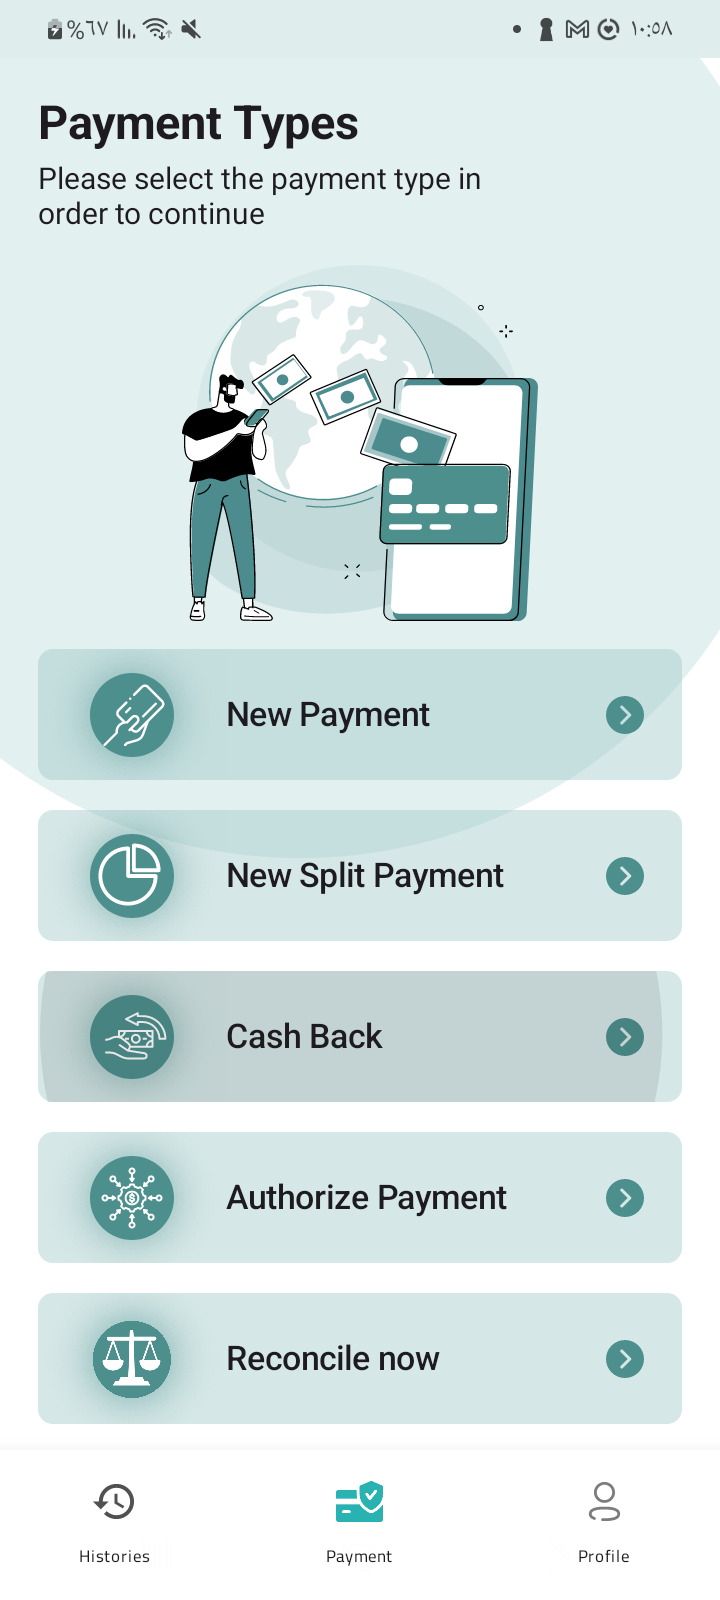 %٦٧
١٠:٥٨
Payment Types
Please select the payment type in
order to continue
New Payment
New Split Payment
Cash Back
Authorize Payment
Reconcile now
Histories
Payment
Profile